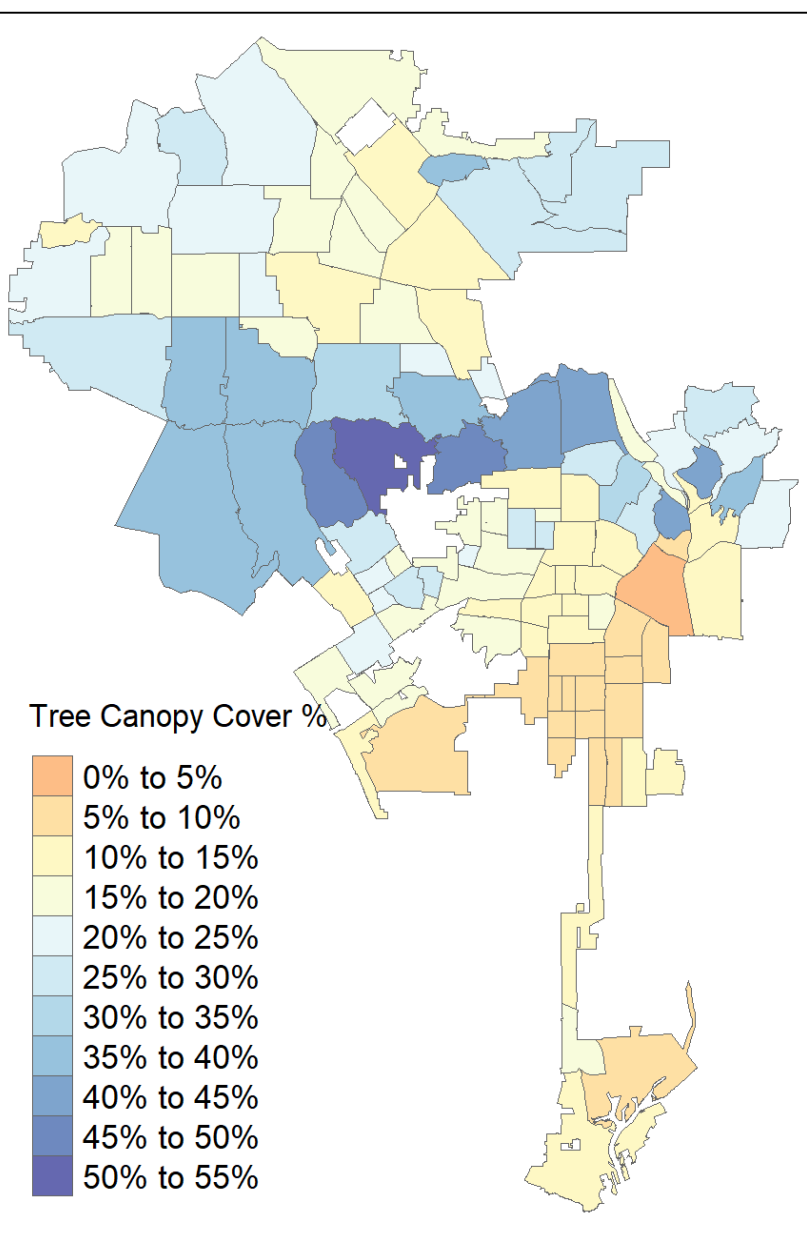 Tree Canopy Cover %
0% to 5%
5% to 10%
10% to 15%
15% to 20%
20% to 25%
25% to 30%
30% to 35%
35% to 40%
40% to 45%
45% to 50%
50% to 55%